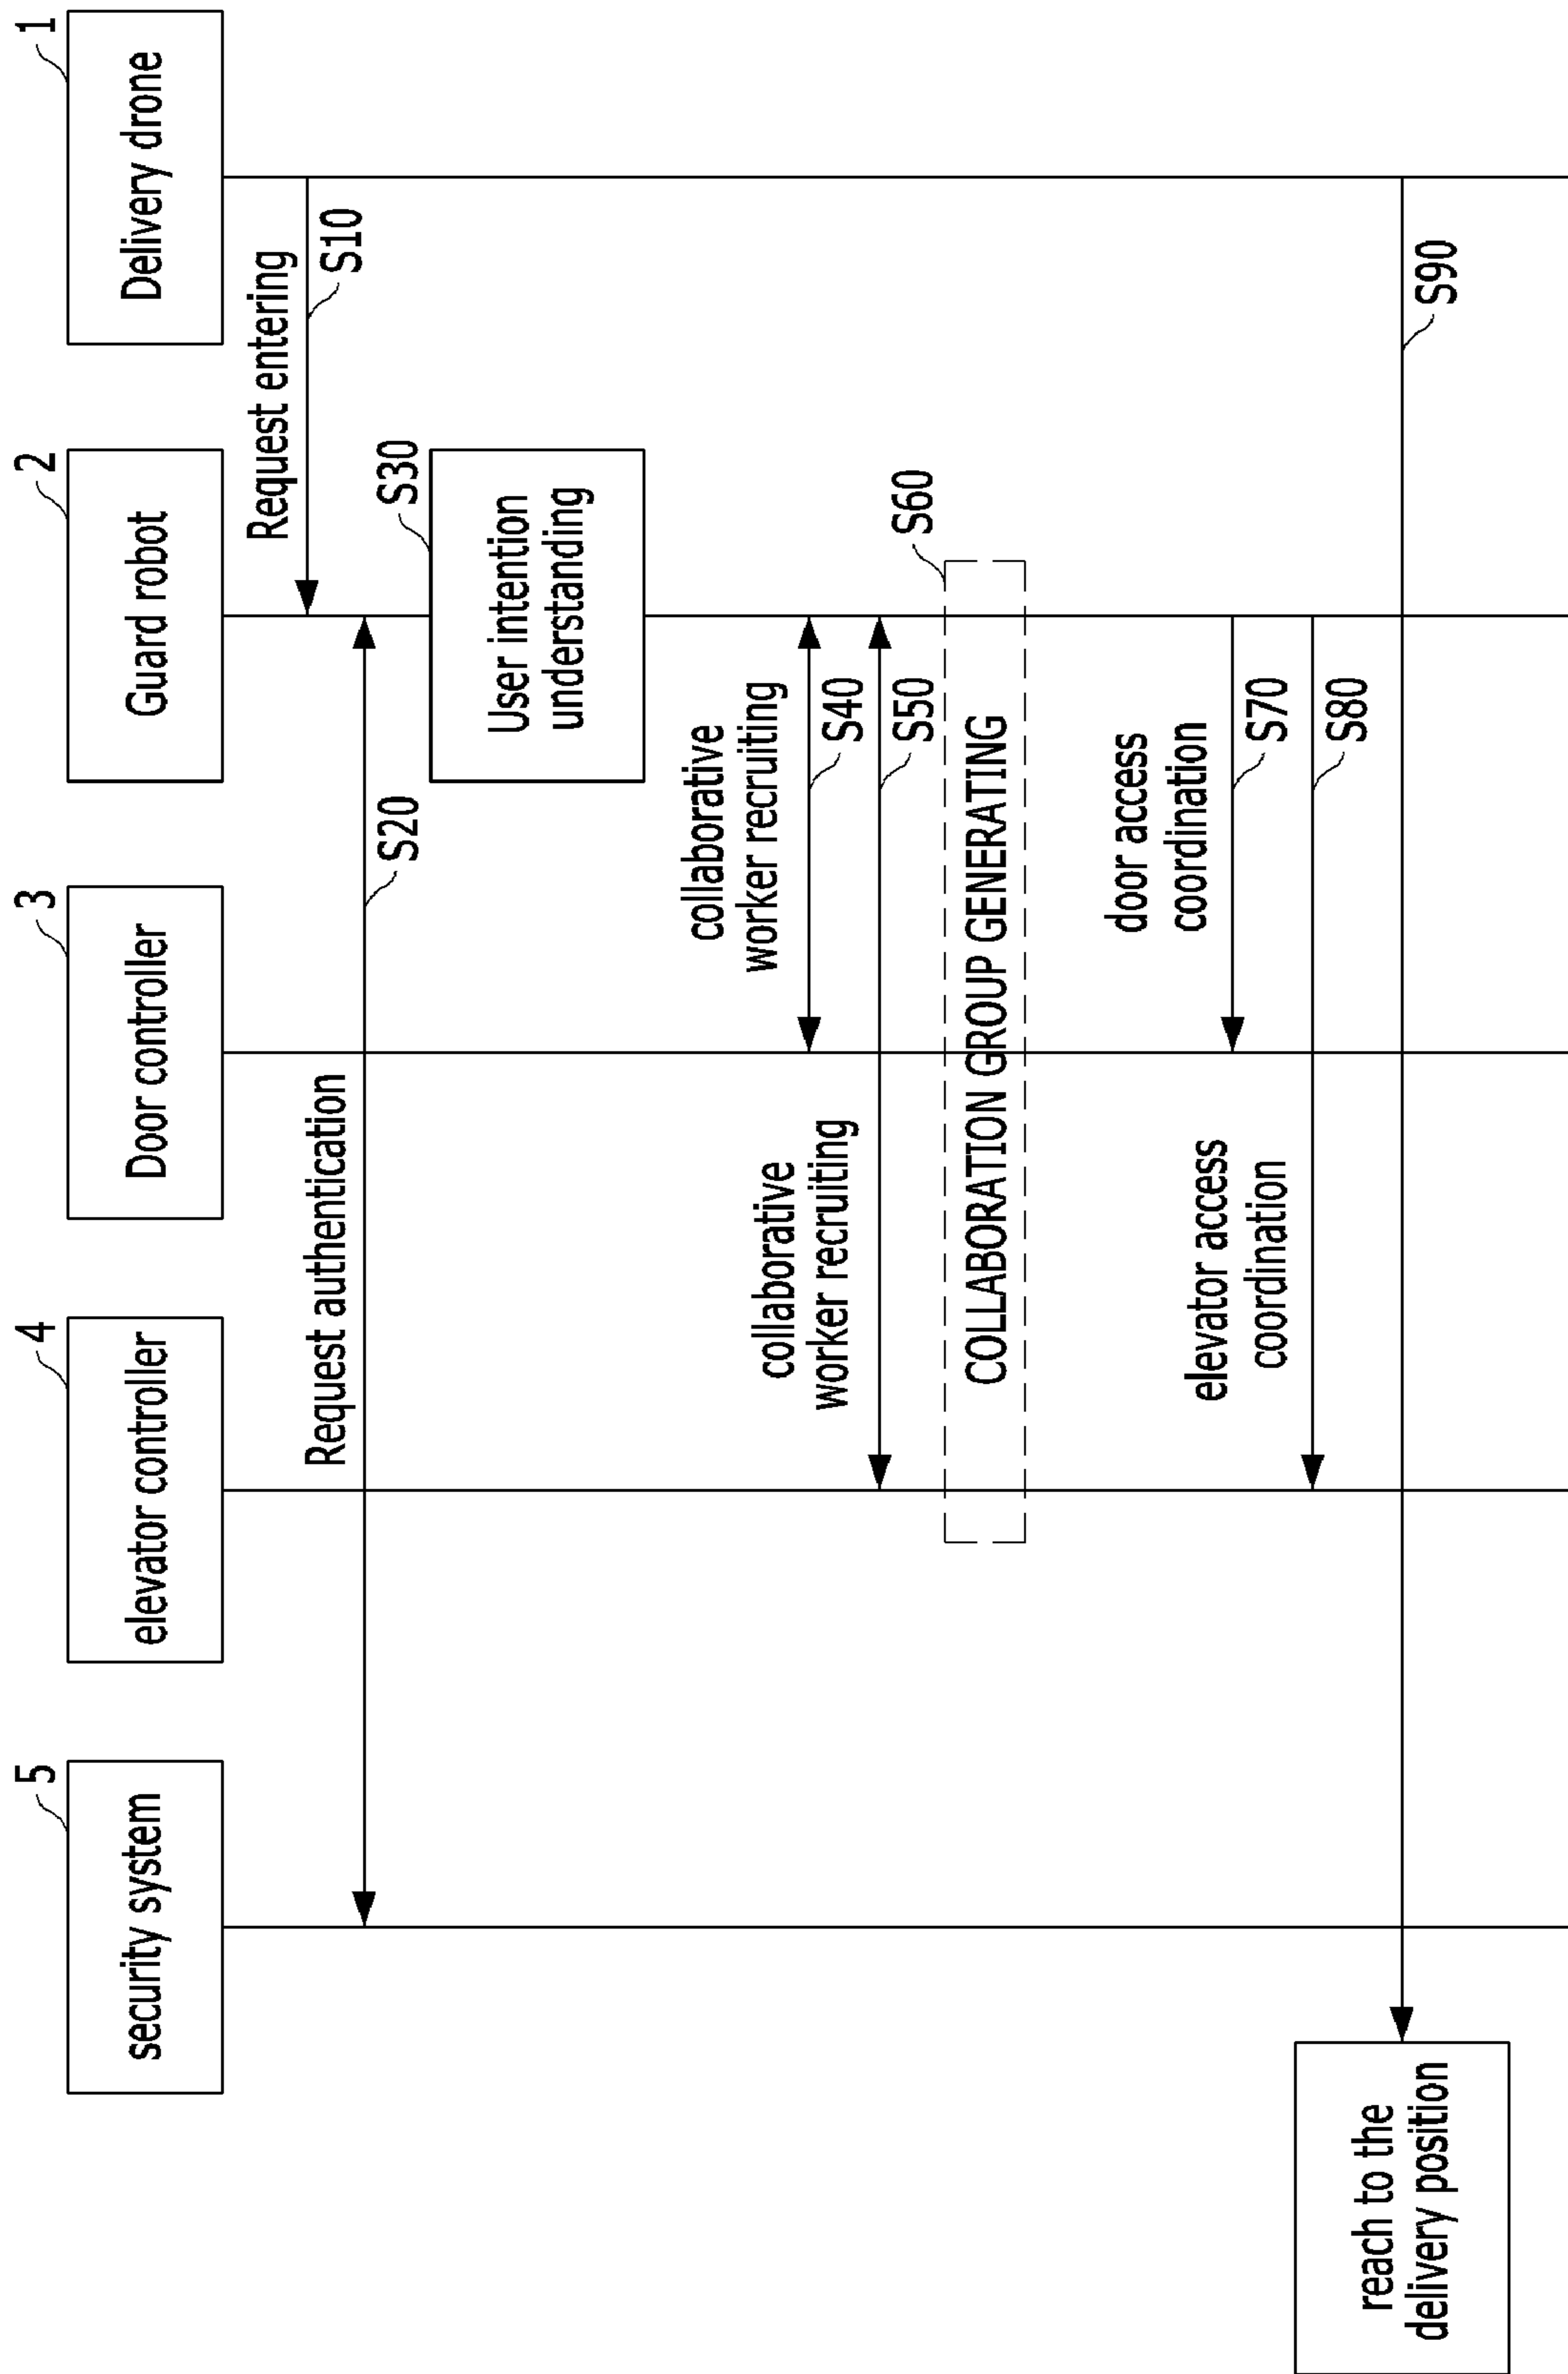 5
security system
4
elevator controller
3
Door controller
2
Guard robot
1
Delivery drone
Request entering
S10
Request authentication
S20
S30
User intention
understanding
collaborative
worker recruiting
S40
collaborative
worker recruiting
S50
S60
COLLABORATION GROUP GENERATING
door access
coordination
S70
elevator access
coordination
S80
S90
reach to the
delivery position